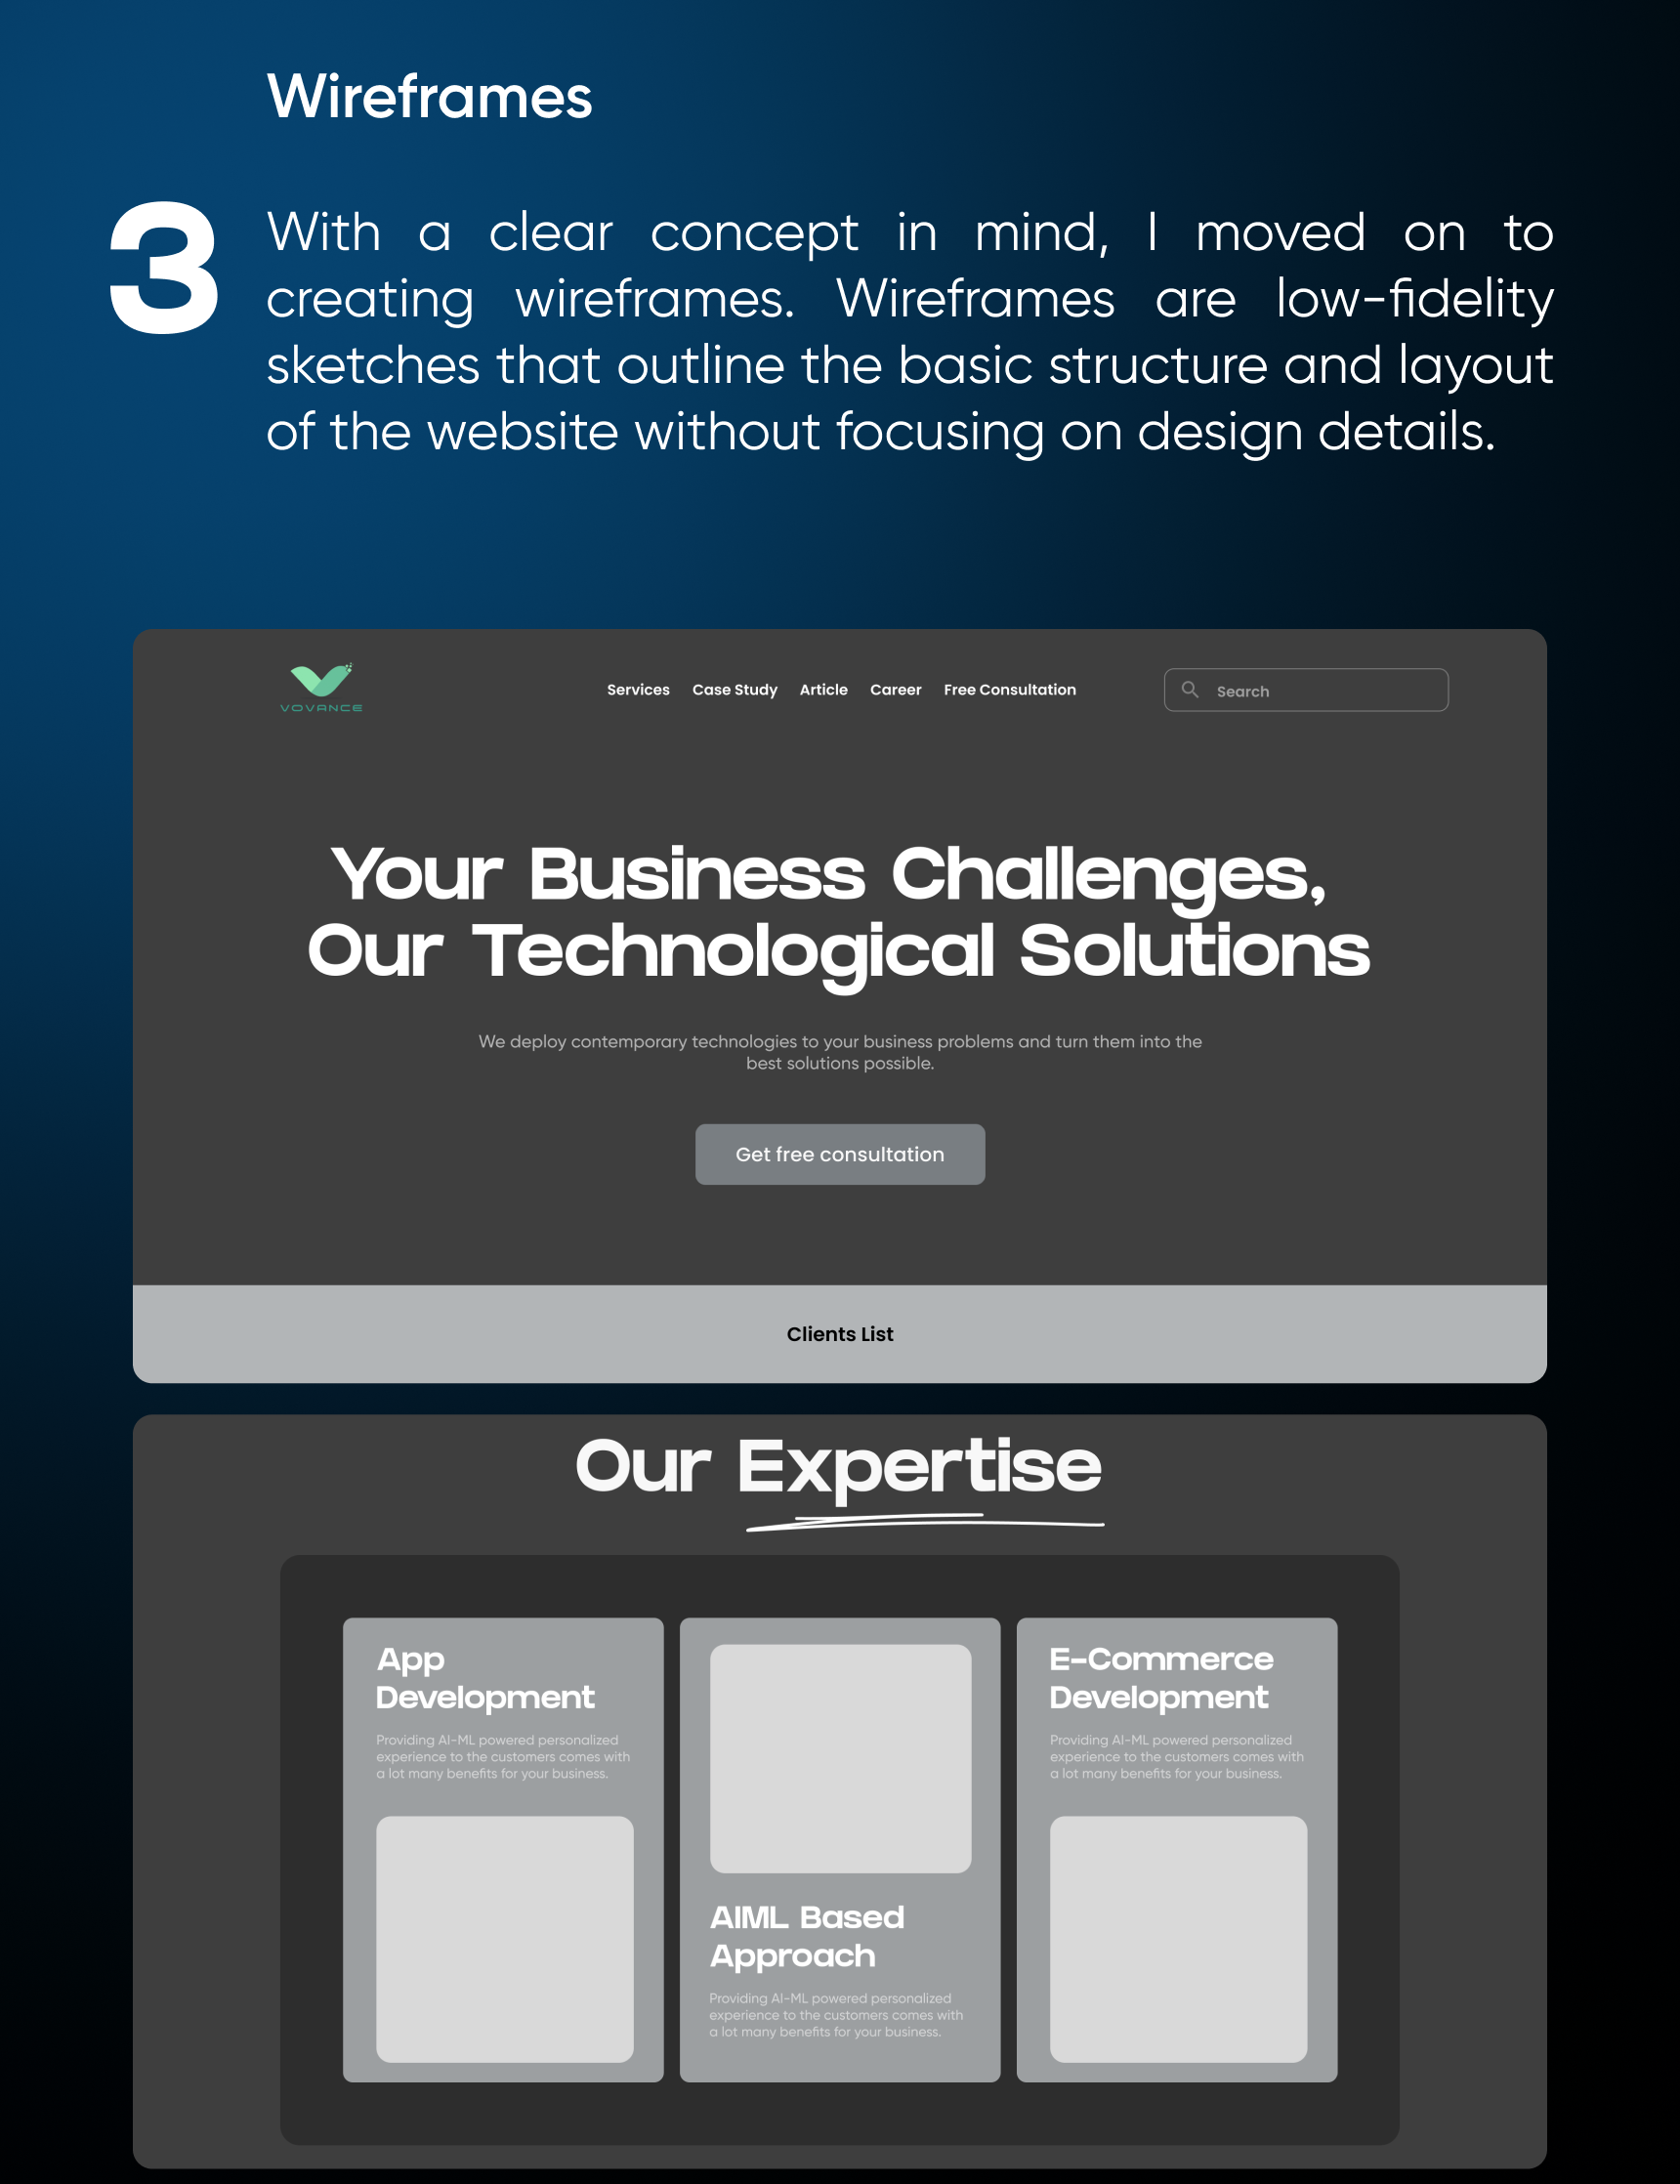 Wireframes
3
With a clear concept in mind, I moved on to
creating wireframes. Wireframes are low-fidelity
sketches that outline the basic structure and layout
of the website without focusing on design details.
VOVANCE
Services Case Study Article Career Free Consultation
Search
Your Business Challenges,
Our Technological Solutions
We deploy contemporary technologies to your business problems and turn them into the
best solutions possible.
Get free consultation
Clients List
Our Expertise
App
Development
Providing AI-ML powered personalized
experience to the customers comes with
a lot many benefits for your business.
AIML Based
Approach
Providing AI-ML powered personalized
experience to the customers comes with
a lot many benefits for your business.
E-Commerce
Development
Providing AI-ML powered personalized
experience to the customers comes with
a lot many benefits for your business.